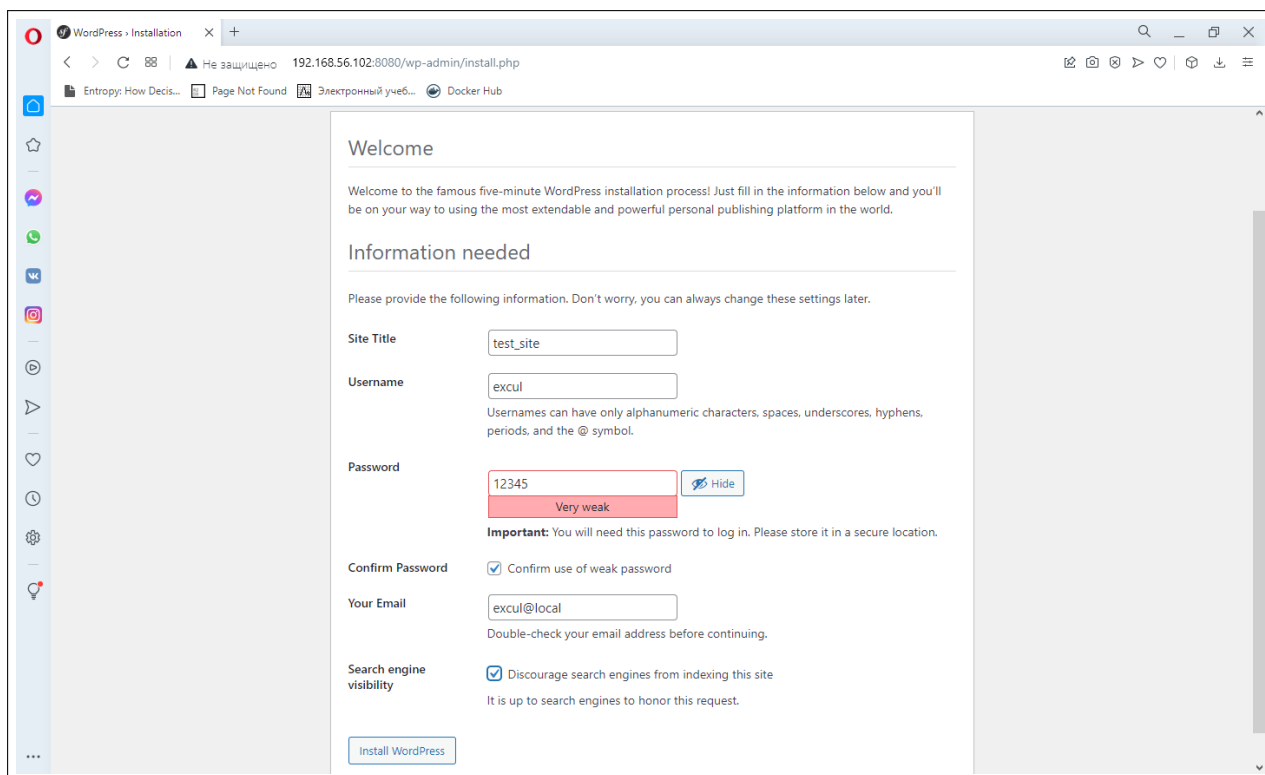 WordPress › Installation
Не защищено 192.168.56.102:8080/wp-admin/install.php
Entropy: How Decis... Page Not Found Электронный учеб... Docker Hub
Welcome
Welcome to the famous five-minute WordPress installation process! Just fill in the information below and you’ll
be on your way to using the most extendable and powerful personal publishing platform in the world.
Information needed
Please provide the following information. Don’t worry, you can always change these settings later.
Site Title test_site
Username excul
Usernames can have only alphanumeric characters, spaces, underscores, hyphens,
periods, and the @ symbol.
Password 12345 Hide
Very weak
Important: You will need this password to log in. Please store it in a secure location.
Confirm Password Confirm use of weak password
Your Email excul@local
Double-check your email address before continuing.
Search engine
visibility
Discourage search engines from indexing this site
It is up to search engines to honor this request.
Install WordPress